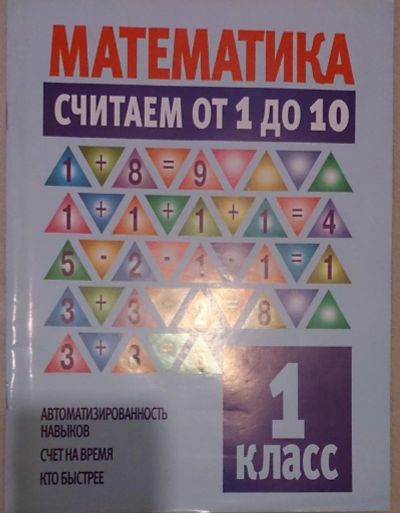 МАТЕМАТИКА
СЧИТАЕМ ОТ 1 ДО 10
1 + 8 = 9
1 + 1 + 1 + 1 = 4
5 - 2 - 1 - 1 = 1
3 + 3 2 = 8
3 + 3 =
1
КЛАСС
АВТОМАТИЗИРОВАННОСТЬ
НАВЫКОВ
СЧЕТ НА ВРЕМЯ
КТО БЫСТРЕЕ